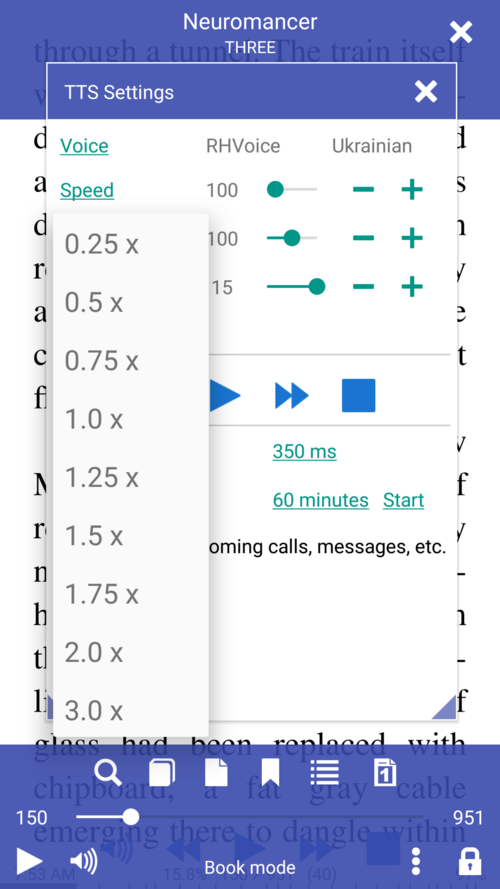 Neuromancer
THREE
through a tunnel. The train itself
TTS Settings
Voice RHVoice Ukrainian
Speed 100
0.25 x 100
0.5 x 15
0.75 x
1.0 x
1.25 x 350 ms
1.5 x 60 minutes Start
oming calls, messages, etc.
1.75 x
2.0 x
3.0 x
glass had been replaced with
chipboard, a fat gray cable
150 951
emerging there to dangle within
Book mode